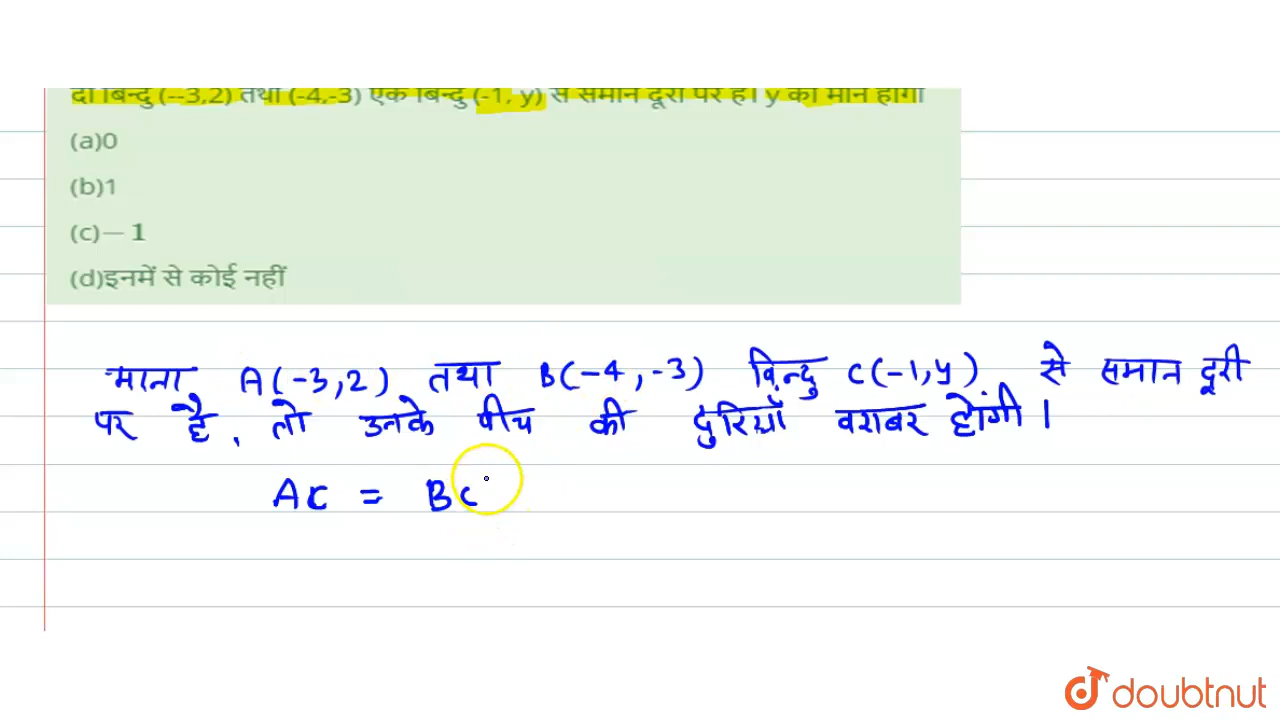 दो बिन्दु (--3,2) तथा (-4,-3) एक बिन्दु (-1, y) से समान दूरी पर है। y का मान होगा
(a)0
(b)1
(c)− 1
(d)इनमें से कोई नहीं
माना A(-3,2) तथा B(-4,-3) बिन्दु C(-1,y) से समान दूरी
पर है, तो उनके बीच की दुरियाँ बराबर होंगी।
AC = BC
doubtnut